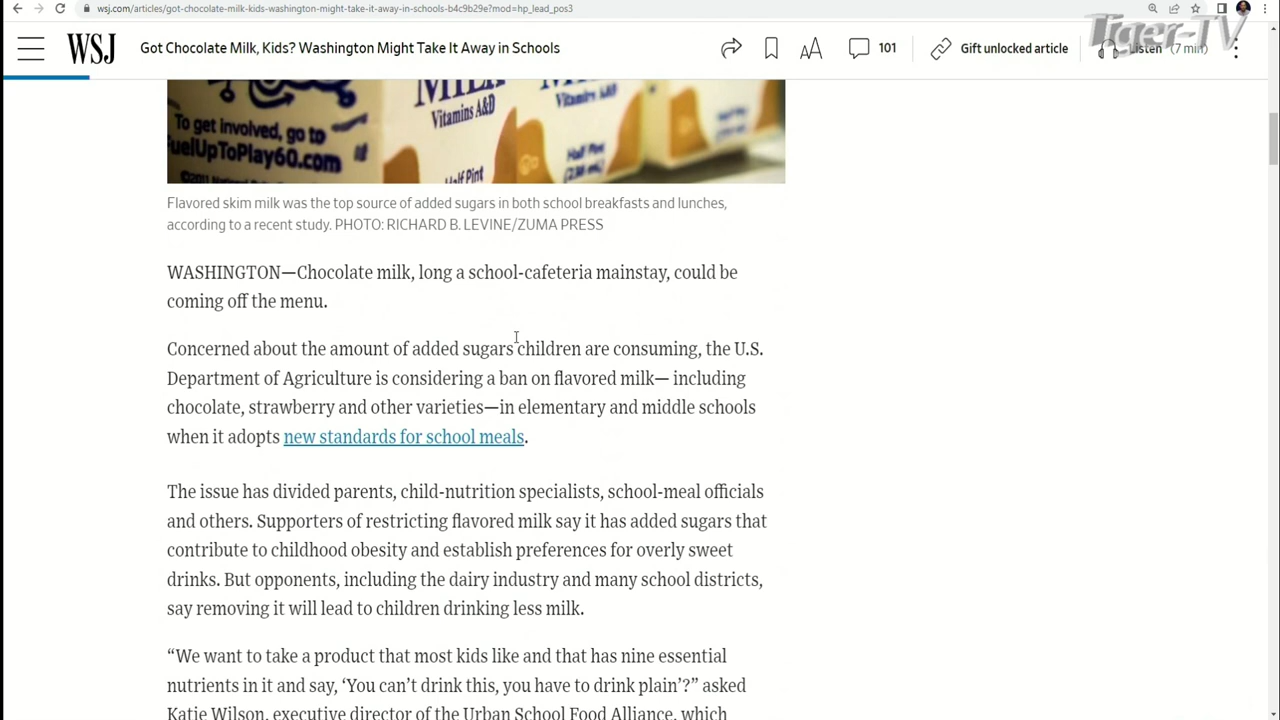 wsj.com/articles/got-chocolate-milk-kids-washington-might-take-it-away-in-schools-b4c9b29e?mod=hp_lead_pos3
WSJ
Got Chocolate Milk, Kids? Washington Might Take It Away in Schools
101
Gift unlocked article
Listen (7 min)
Tiger-TV
MILK
Vitamins A&D
Vitamins A&D
To get involved, go to
FuelUpToPlay60.com
Half Pint
Half Pint
(236 mL)
Flavored skim milk was the top source of added sugars in both school breakfasts and lunches,
according to a recent study. PHOTO: RICHARD B. LEVINE/ZUMA PRESS
WASHINGTON—Chocolate milk, long a school-cafeteria mainstay, could be
coming off the menu.
Concerned about the amount of added sugars children are consuming, the U.S.
Department of Agriculture is considering a ban on flavored milk— including
chocolate, strawberry and other varieties—in elementary and middle schools
when it adopts new standards for school meals.
The issue has divided parents, child-nutrition specialists, school-meal officials
and others. Supporters of restricting flavored milk say it has added sugars that
contribute to childhood obesity and establish preferences for overly sweet
drinks. But opponents, including the dairy industry and many school districts,
say removing it will lead to children drinking less milk.
“We want to take a product that most kids like and that has nine essential
nutrients in it and say, ‘You can’t drink this, you have to drink plain’?” asked
Katie Wilson, executive director of the Urban School Food Alliance, which